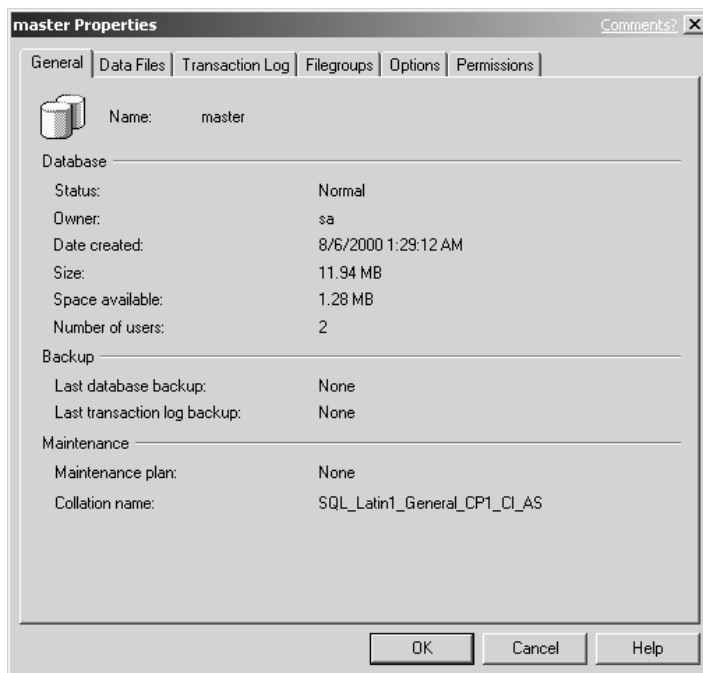 master Properties Comments?
General Data Files Transaction Log Filegroups Options Permissions
Name: master
Database
Status: Normal
Owner: sa
Date created: 8/6/2000 1:29:12 AM
Size: 11.94 MB
Space available: 1.28 MB
Number of users: 2
Backup
Last database backup: None
Last transaction log backup: None
Maintenance
Maintenance plan: None
Collation name: SQL_Latin1_General_CP1_CI_AS
OK Cancel Help